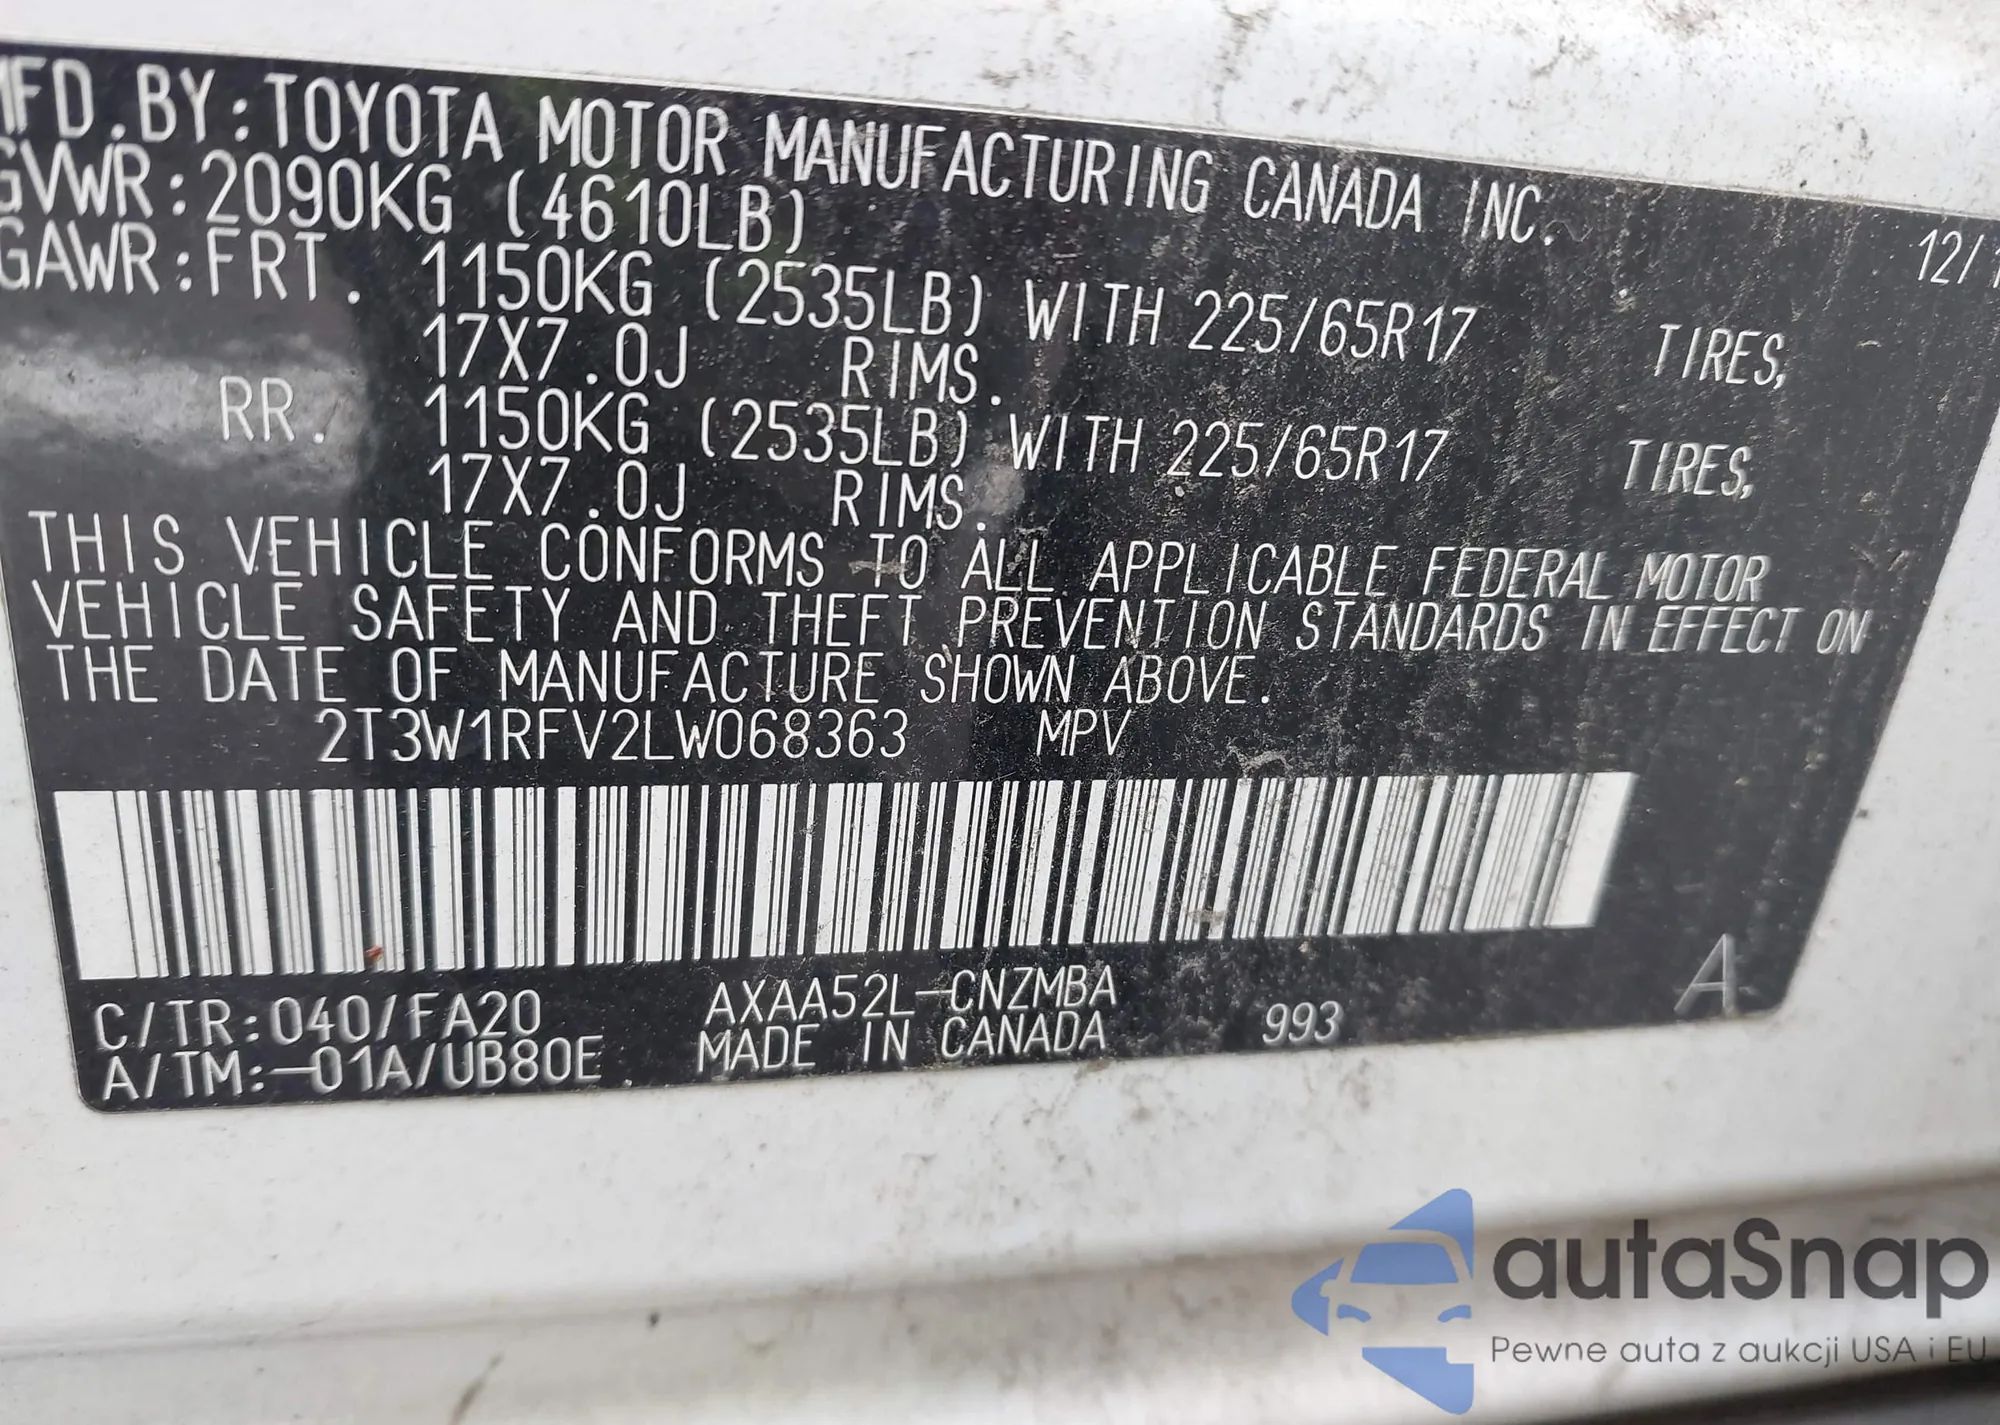 MFD.BY:TOYOTA MOTOR MANUFACTURING CANADA INC.
12/1
GVWR:2090KG (4610LB)
GAWR:FRT. 1150KG (2535LB) WITH 225/65R17 TIRES,
17X7.0J RIMS.
RR. 1150KG (2535LB) WITH 225/65R17 TIRES,
17X7.0J RIMS.
THIS VEHICLE CONFORMS TO ALL APPLICABLE FEDERAL MOTOR
VEHICLE SAFETY AND THEFT PREVENTION STANDARDS IN EFFECT ON
THE DATE OF MANUFACTURE SHOWN ABOVE.
2T3W1RFV2LW068363 MPV
C/TR:040/FA20 AXAA52L-CNZMBA
A/TM:-01A/UB80E MADE IN CANADA 993 A
autaSnap
Pewne auta z aukcji USA i EU